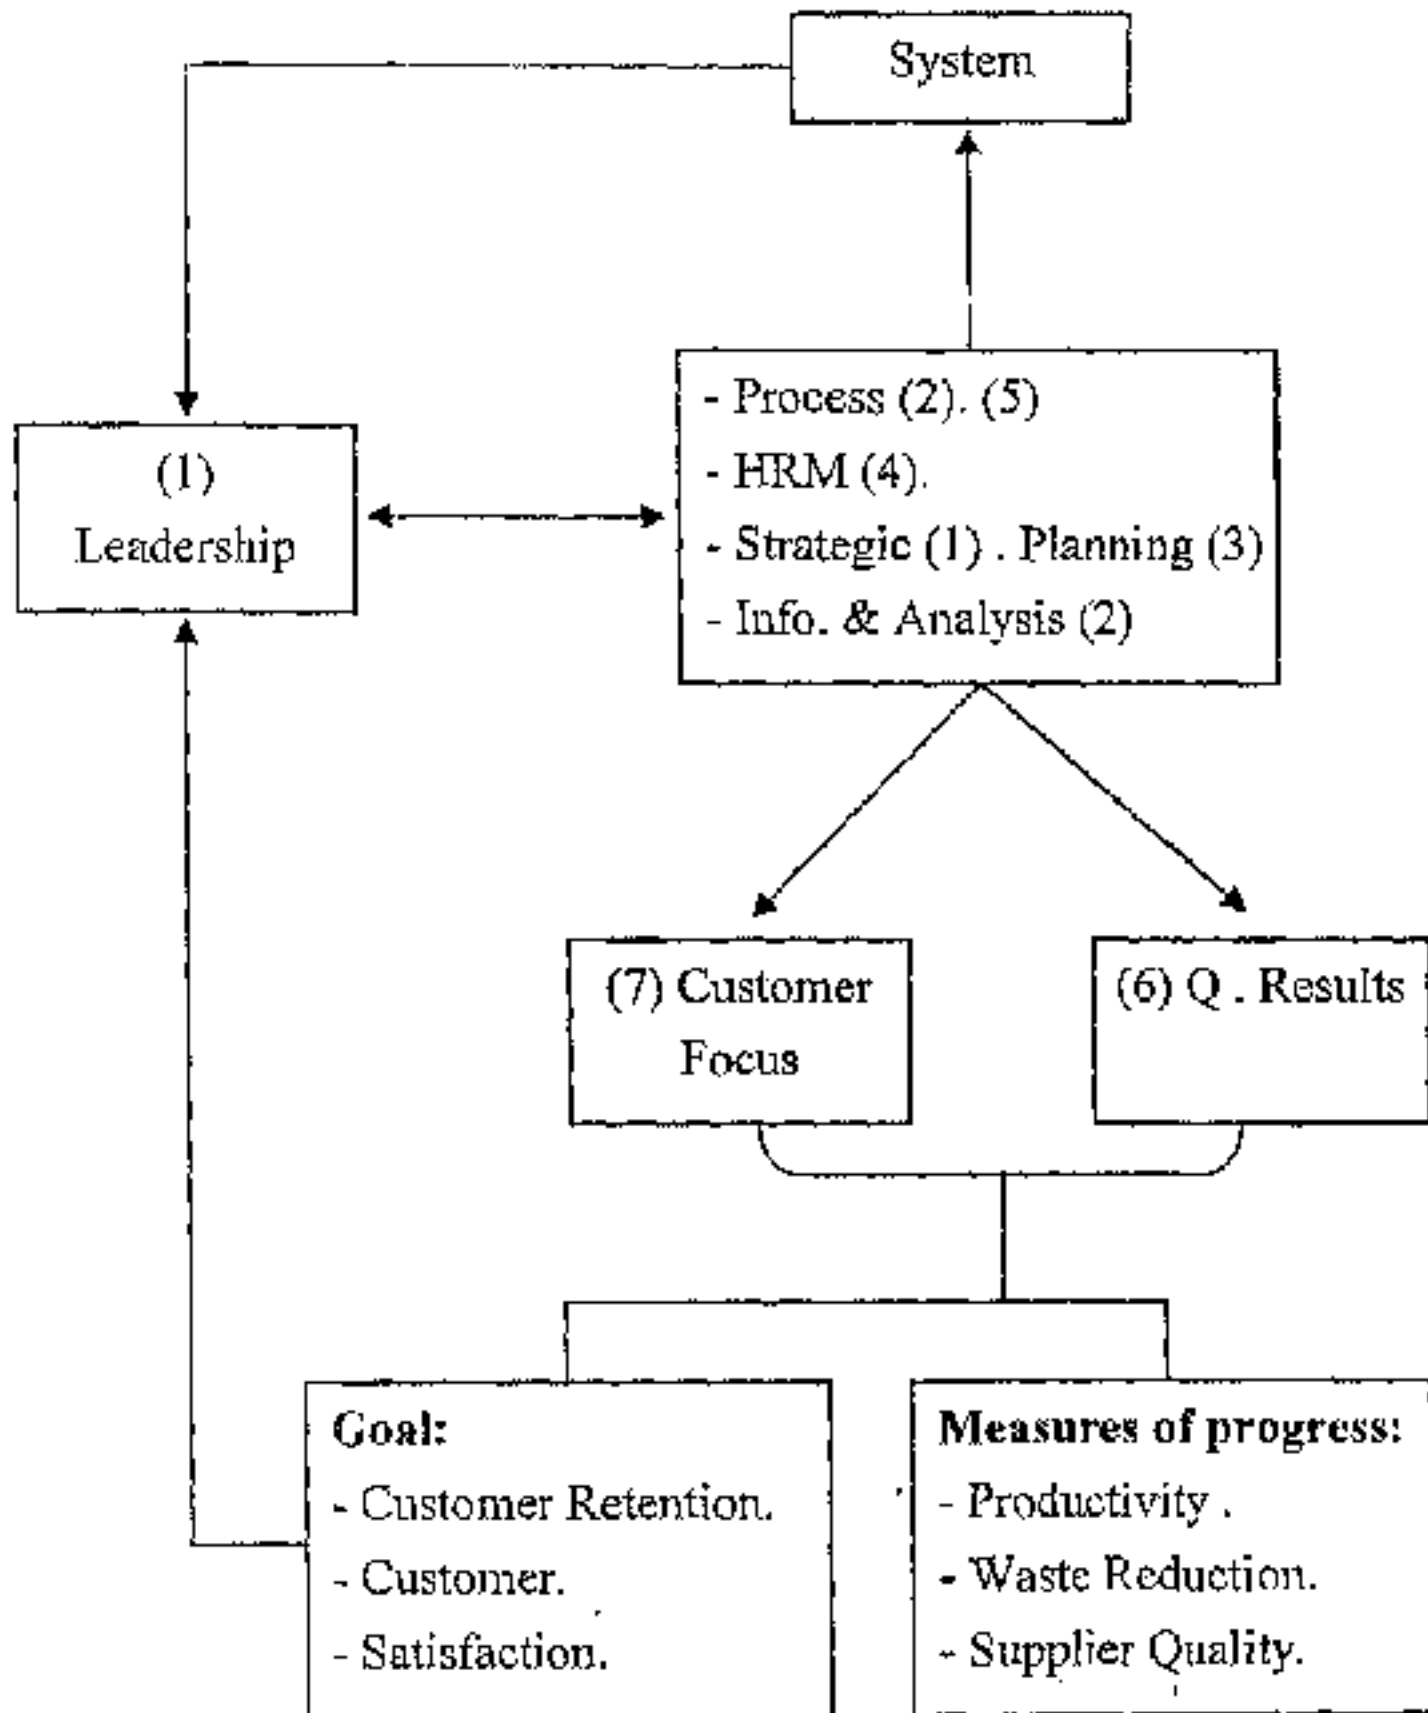 System
(1)
Leadership
- Process (2). (5)
- HRM (4).
- Strategic (1) . Planning (3)
- Info. & Analysis (2)
(7) Customer
Focus
(6) Q . Results
Goal:
- Customer Retention.
- Customer.
- Satisfaction.
Measures of progress:
- Productivity .
- Waste Reduction.
- Supplier Quality.